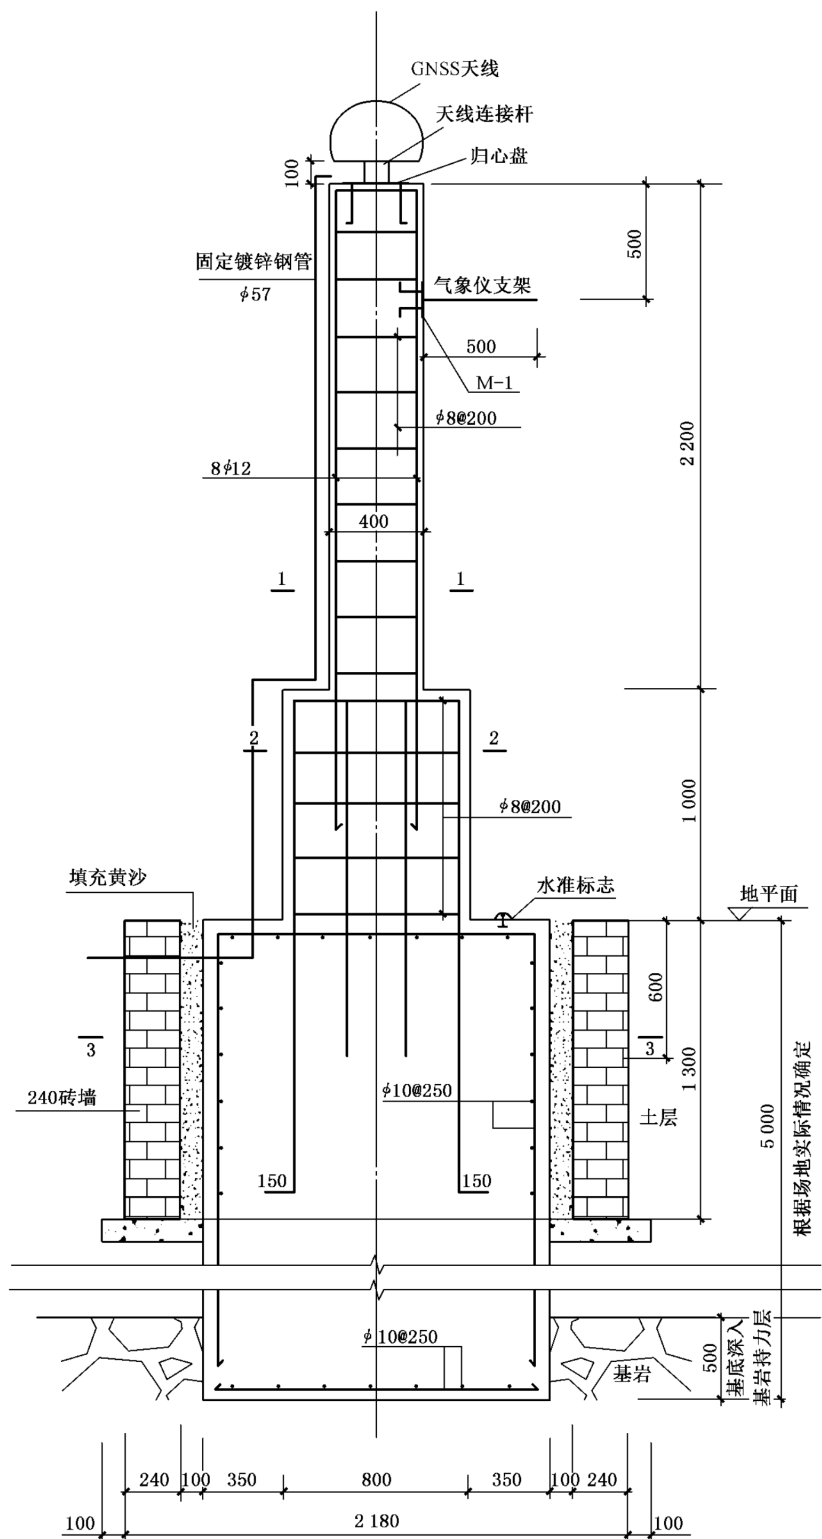 GNSS天线
天线连接杆
归心盘
100
500
固定镀锌钢管
ϕ57
气象仪支架
500
M-1
ϕ8@200
2 200
8ϕ12
400
1
1
2
2
ϕ8@200
1 000
填充黄沙
水准标志
地平面
600
3
3
240砖墙
ϕ10@250
土层
1 300
5 000
根据场地实际情况确定
150
150
ϕ10@250
500
基底深入
基岩持力层
基岩
240
100
350
800
350
100
240
100
2 180
100